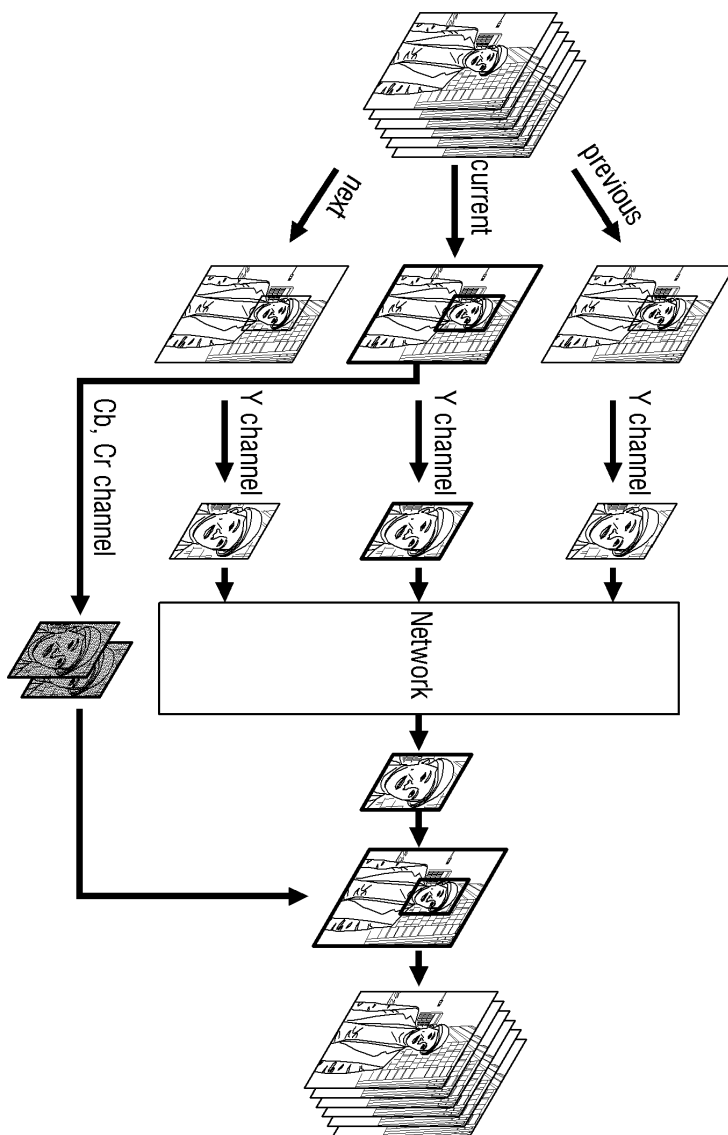 previous
current
next
Y channel
Y channel
Y channel
Cb, Cr channel
Network